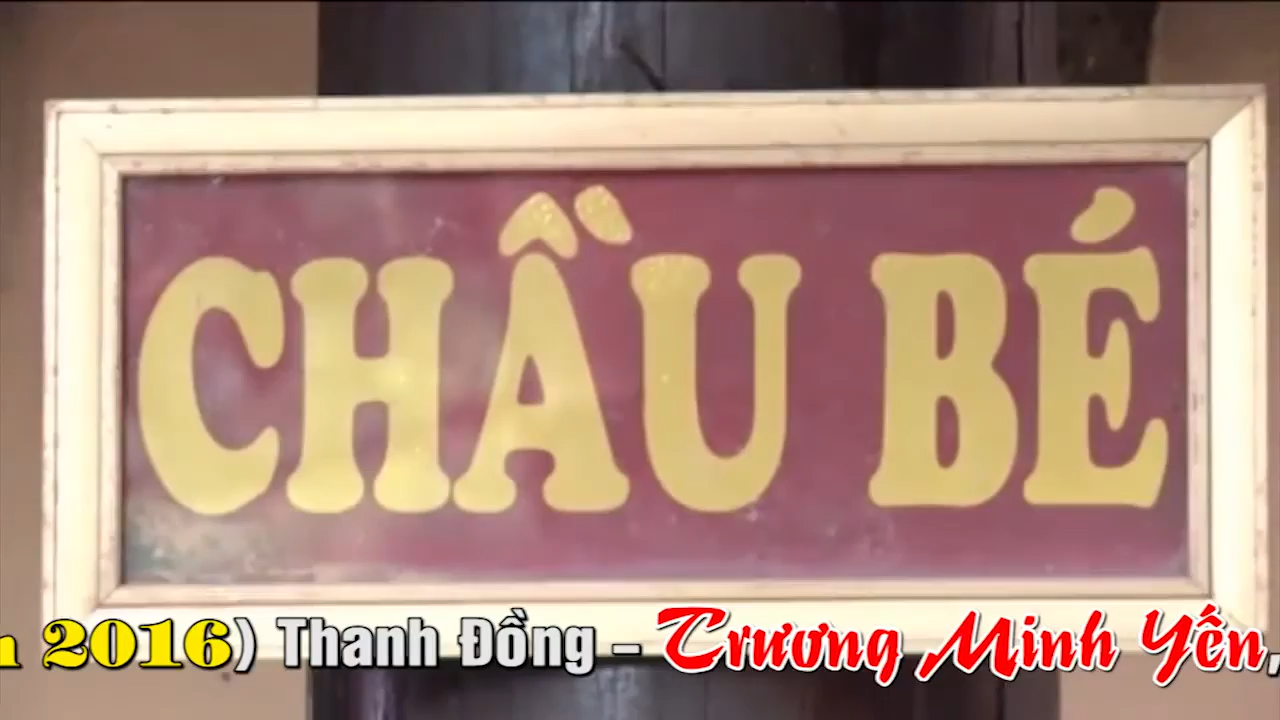 CHẦU BÉ
2016) Thanh Đồng – Trương Minh Yến,